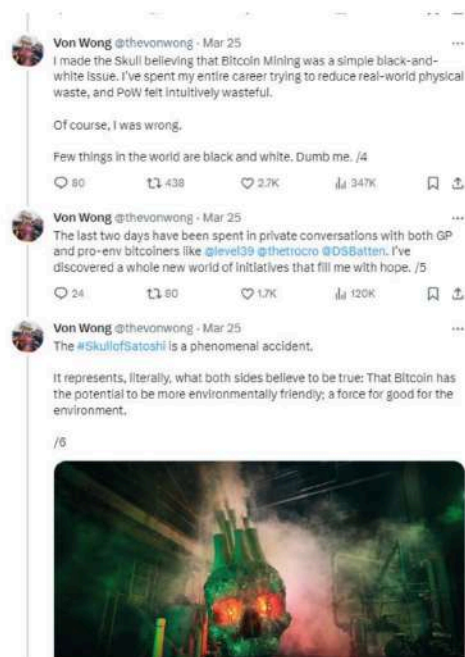 Von Wong @thevonwong · Mar 25
I made the Skull believing that Bitcoin Mining was a simple black-and-
white issue. I've spent my entire career trying to reduce real-world physical
waste, and PoW felt intuitively wasteful.
Of course, I was wrong.
Few things in the world are black and white. Dumb me. /4
80 438 2.7K 347K
Von Wong @thevonwong · Mar 25
The last two days have been spent in private conversations with both GP
and pro-env bitcoiners like @level39 @thetrocro @DSBatten. I've
discovered a whole new world of initiatives that fill me with hope. /5
24 80 1.7K 120K
Von Wong @thevonwong · Mar 25
The #SkullofSatoshi is a phenomenal accident.
It represents, literally, what both sides believe to be true: That Bitcoin has
the potential to be more environmentally friendly; a force for good for the
environment.
/6